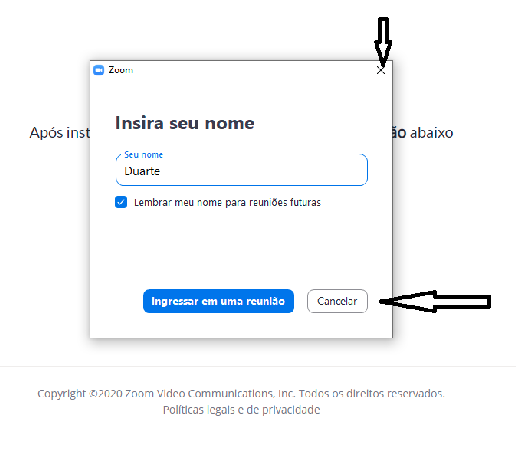 Zoom
Insira seu nome
Após inst
ão abaixo
Seu nome
Duarte
Lembrar meu nome para reuniões futuras
Ingressar em uma reunião
Cancelar
Copyright ©2020 Zoom Video Communications, Inc. Todos os direitos reservados.
Políticas legais e de privacidade